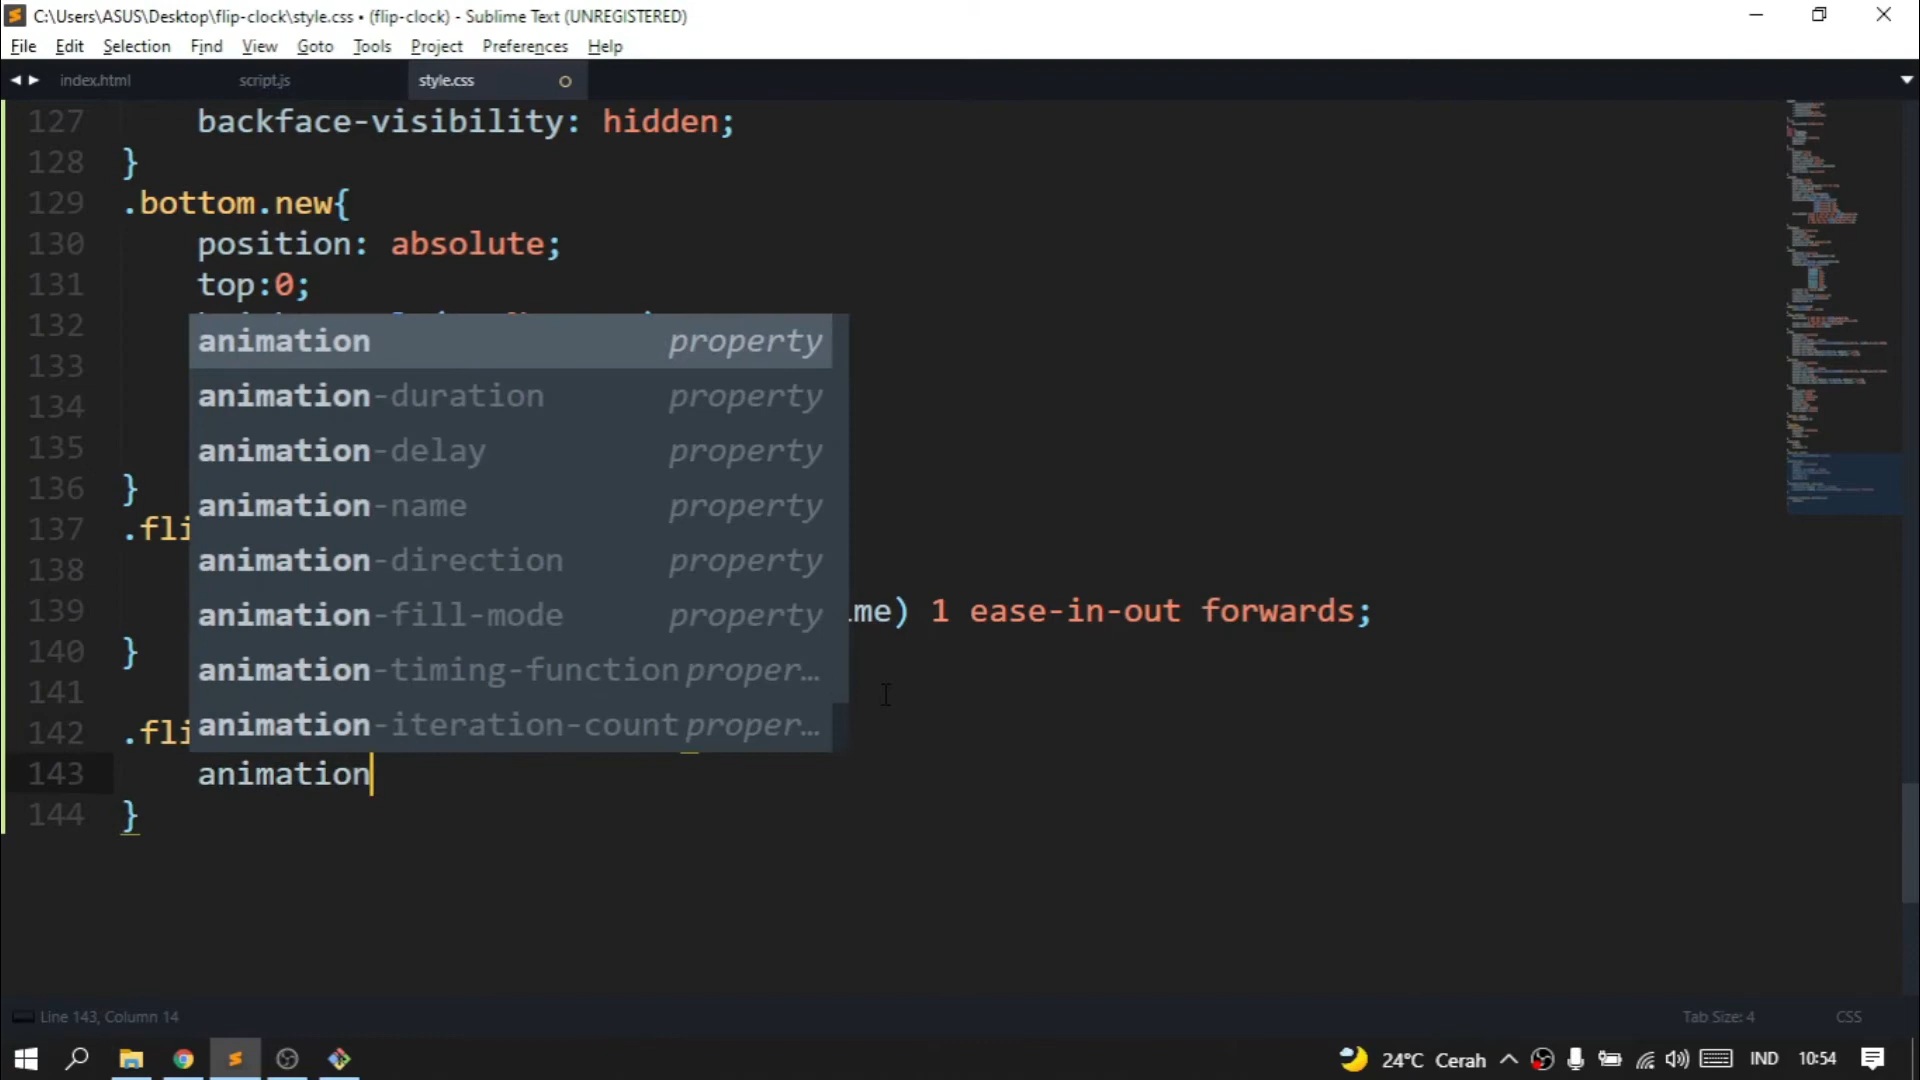 C:\Users\ASUS\Desktop\flip-clock\style.css • (flip-clock) - Sublime Text (UNREGISTERED)
File Edit Selection Find View Goto Tools Project Preferences Help
index.html script.js style.css
127 backface-visibility: hidden;
128 }
129 .bottom.new{
130 position: absolute;
131 top:0;
132
133
134
135
136 }
137 .fli
138
139 me) 1 ease-in-out forwards;
140 }
141
142 .fli
143 animation
144 }
animation property
animation-duration property
animation-delay property
animation-name property
animation-direction property
animation-fill-mode property
animation-timing-function proper…
animation-iteration-count proper…
Line 143, Column 14 Tab Size: 4 CSS
24°C Cerah IND 10:54